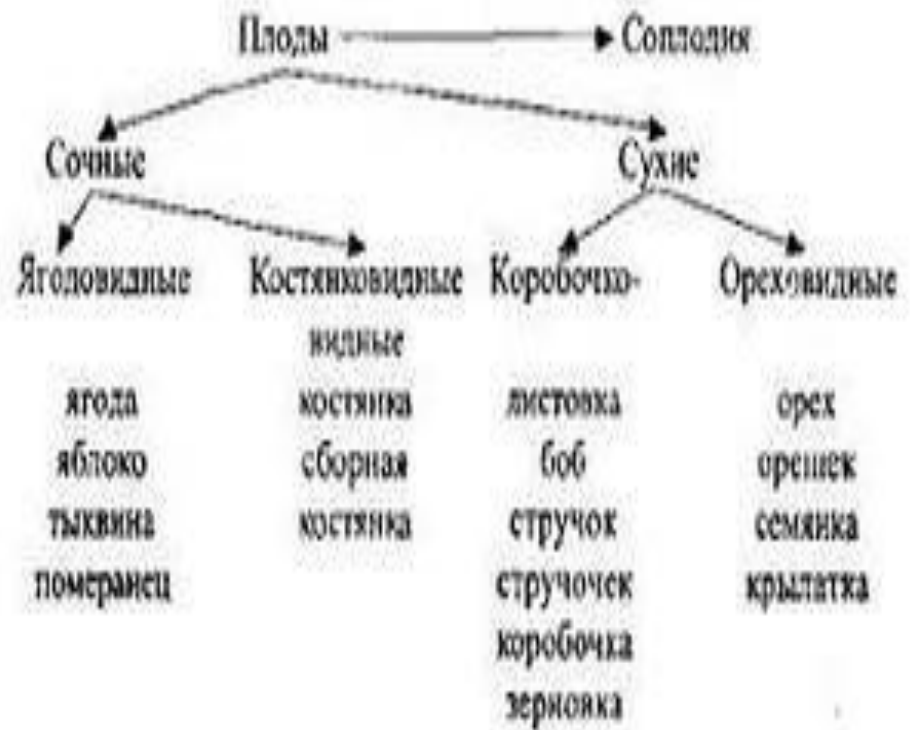 Плоды Соплодия
Сочные Сухие
Ягодовидные Костянковидные Коробочко- Ореховидные
видные
ягода костянка листовка орех
яблоко сборная боб орешек
тыквина костянка стручок семянка
померанец стручочек крылатка
коробочка
зерновка